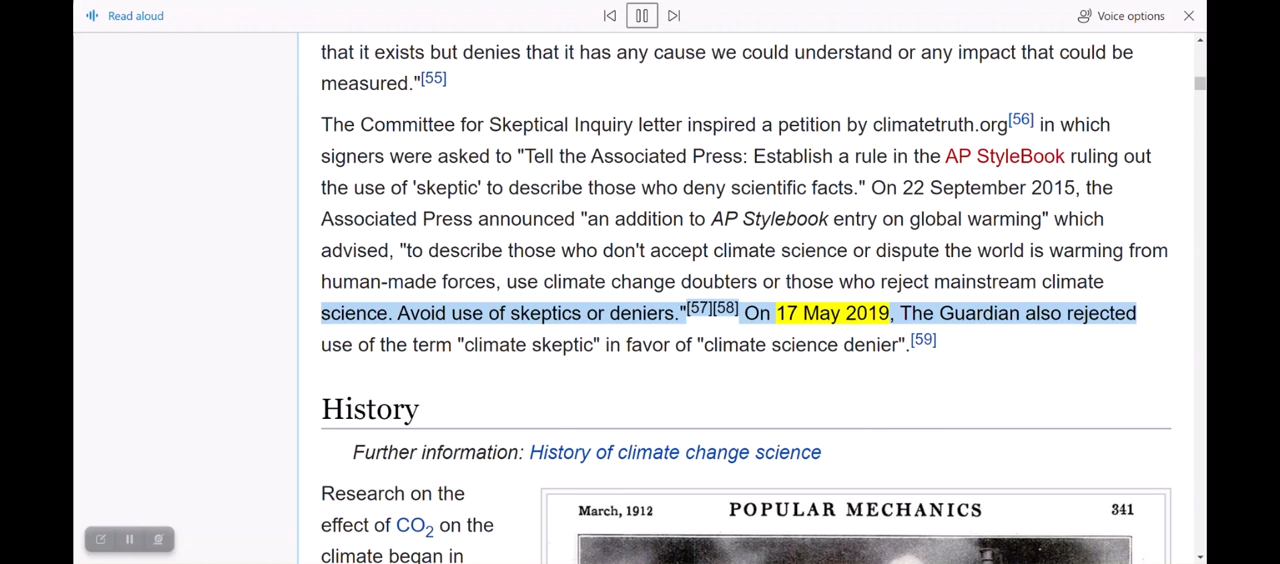 Read aloud
Voice options
that it exists but denies that it has any cause we could understand or any impact that could be
measured."[55]
The Committee for Skeptical Inquiry letter inspired a petition by climatetruth.org[56] in which
signers were asked to "Tell the Associated Press: Establish a rule in the AP StyleBook ruling out
the use of 'skeptic' to describe those who deny scientific facts." On 22 September 2015, the
Associated Press announced "an addition to AP Stylebook entry on global warming" which
advised, "to describe those who don't accept climate science or dispute the world is warming from
human-made forces, use climate change doubters or those who reject mainstream climate
science. Avoid use of skeptics or deniers."[57][58] On 17 May 2019, The Guardian also rejected
use of the term "climate skeptic" in favor of "climate science denier".[59]
History
Further information: History of climate change science
Research on the
effect of CO2 on the
climate began in
March, 1912 POPULAR MECHANICS 341